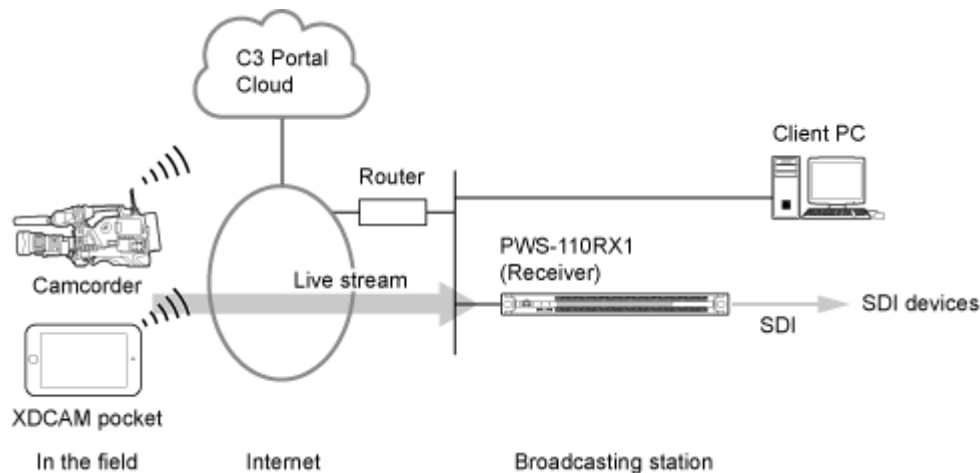 C3 Portal
Cloud
Client PC
Router
PWS-110RX1
(Receiver)
Camcorder
Live stream
SDI
SDI devices
XDCAM pocket
In the field
Internet
Broadcasting station